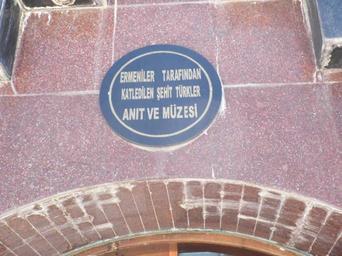 ERMENİLER TARAFINDAN
KATLEDİLEN ŞEHİT TÜRKLER
ANIT VE MÜZESİ